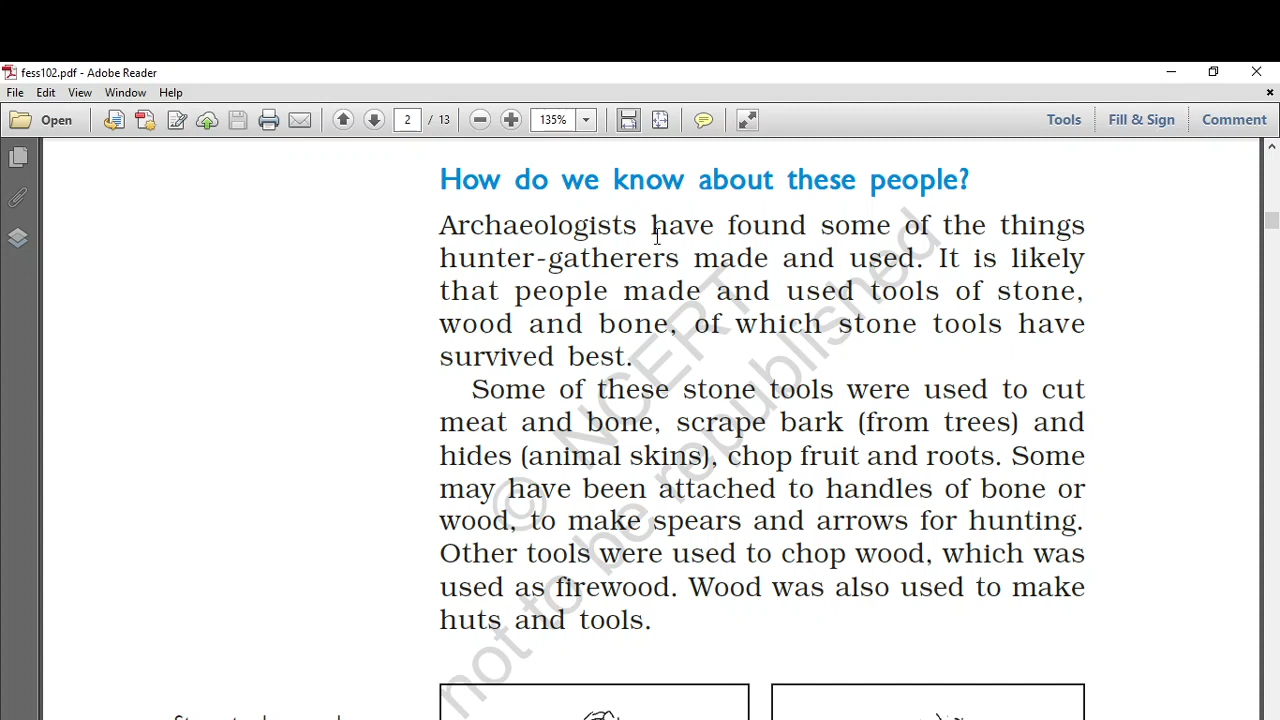 fess102.pdf - Adobe Reader
File Edit View Window Help
Open 2 / 13 135% Tools Fill & Sign Comment
How do we know about these people?
Archaeologists have found some of the things
hunter-gatherers made and used. It is likely
that people made and used tools of stone,
wood and bone, of which stone tools have
survived best.
Some of these stone tools were used to cut
meat and bone, scrape bark (from trees) and
hides (animal skins), chop fruit and roots. Some
may have been attached to handles of bone or
wood, to make spears and arrows for hunting.
Other tools were used to chop wood, which was
used as firewood. Wood was also used to make
huts and tools.
© NCERT
not to be republished